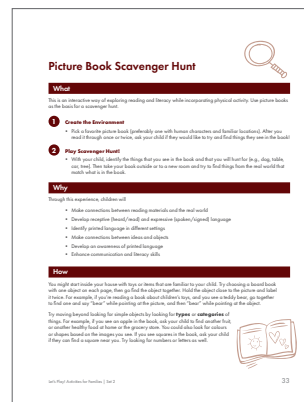 Picture Book Scavenger Hunt
What
This is an interactive way of exploring reading and literacy while incorporating physical activity. Use picture books
as the basis for a scavenger hunt.
1 Create the Environment
• Pick a favorite picture book (preferably one with human characters and familiar locations). After you
read it through once or twice, ask your child if they would like to try and find things they see in the book!
2 Play Scavenger Hunt!
• With your child, identify the things that you see in the book and that you will hunt for (e.g., dog, table,
car, tree). Then take your book outside or to a new room and try to find things from the real world that
match what is in the book.
Why
Through this experience, children will
• Make connections between reading materials and the real world
• Develop receptive (heard/read) and expressive (spoken/signed) language
• Identify printed language in different settings
• Make connections between ideas and objects
• Develop an awareness of printed language
• Enhance communication and literacy skills
How
You might start inside your house with toys or items that are familiar to your child. Try choosing a board book
with one object on each page, then go find the object together. Hold the object close to the picture and label
it twice. For example, if you're reading a book about children's toys, and you see a teddy bear, go together
to find one and say "bear" while pointing at the picture, and then "bear" while pointing at the object.
Try moving beyond looking for simple objects by looking for types or categories of
things. For example, if you see an apple in the book, ask your child to find another fruit,
or another healthy food at home or the grocery store. You could also look for colours
or shapes based on the images you see. If you see squares in the book, ask your child
if they can find a square near you. Try looking for numbers or letters as well.
Let's Play! Activities for Families | Set 2
33